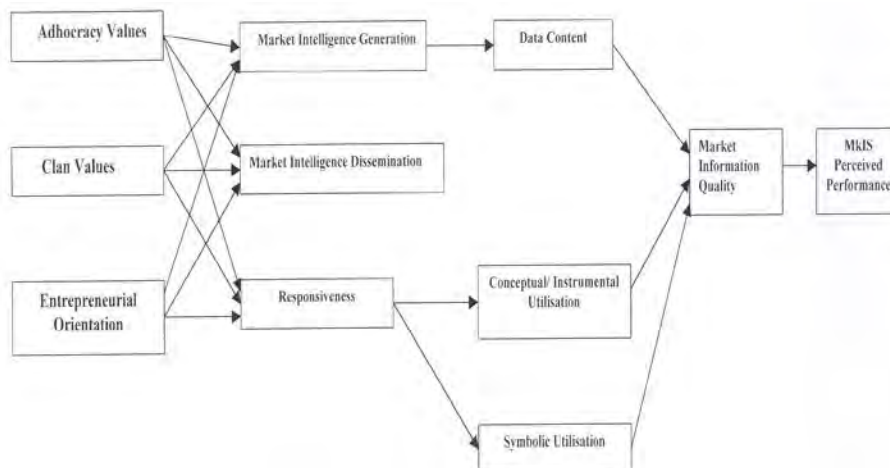 Adhocracy Values
Market Intelligence Generation
Data Content
Clan Values
Market Intelligence Dissemination
Market
Information
Quality
MkIS
Perceived
Performance
Entrepreneurial
Orientation
Responsiveness
Conceptual/ Instrumental
Utilisation
Symbolic Utilisation